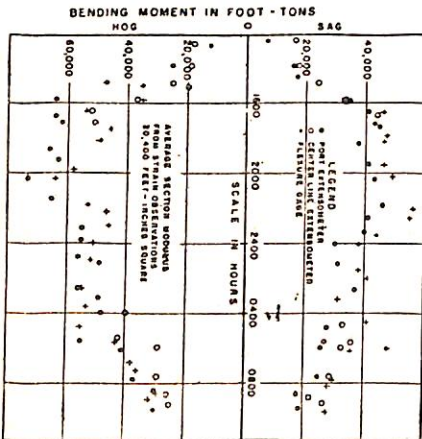 BENDING MOMENT IN FOOT-TONS
HOG
0
SAG
60,000
40,000
20,000
20,000
40,000
1600
2000
2400
0400
0800
SCALE IN HOURS
LEGEND
• PORT EXTENSOMETER
o CENTER LINE EXTENSOMETER
+ FLEXURE GAGE
AVERAGE SECTION MODULUS
FROM STRAIN OBSERVATIONS
20,400 FEET-INCHES SQUARE